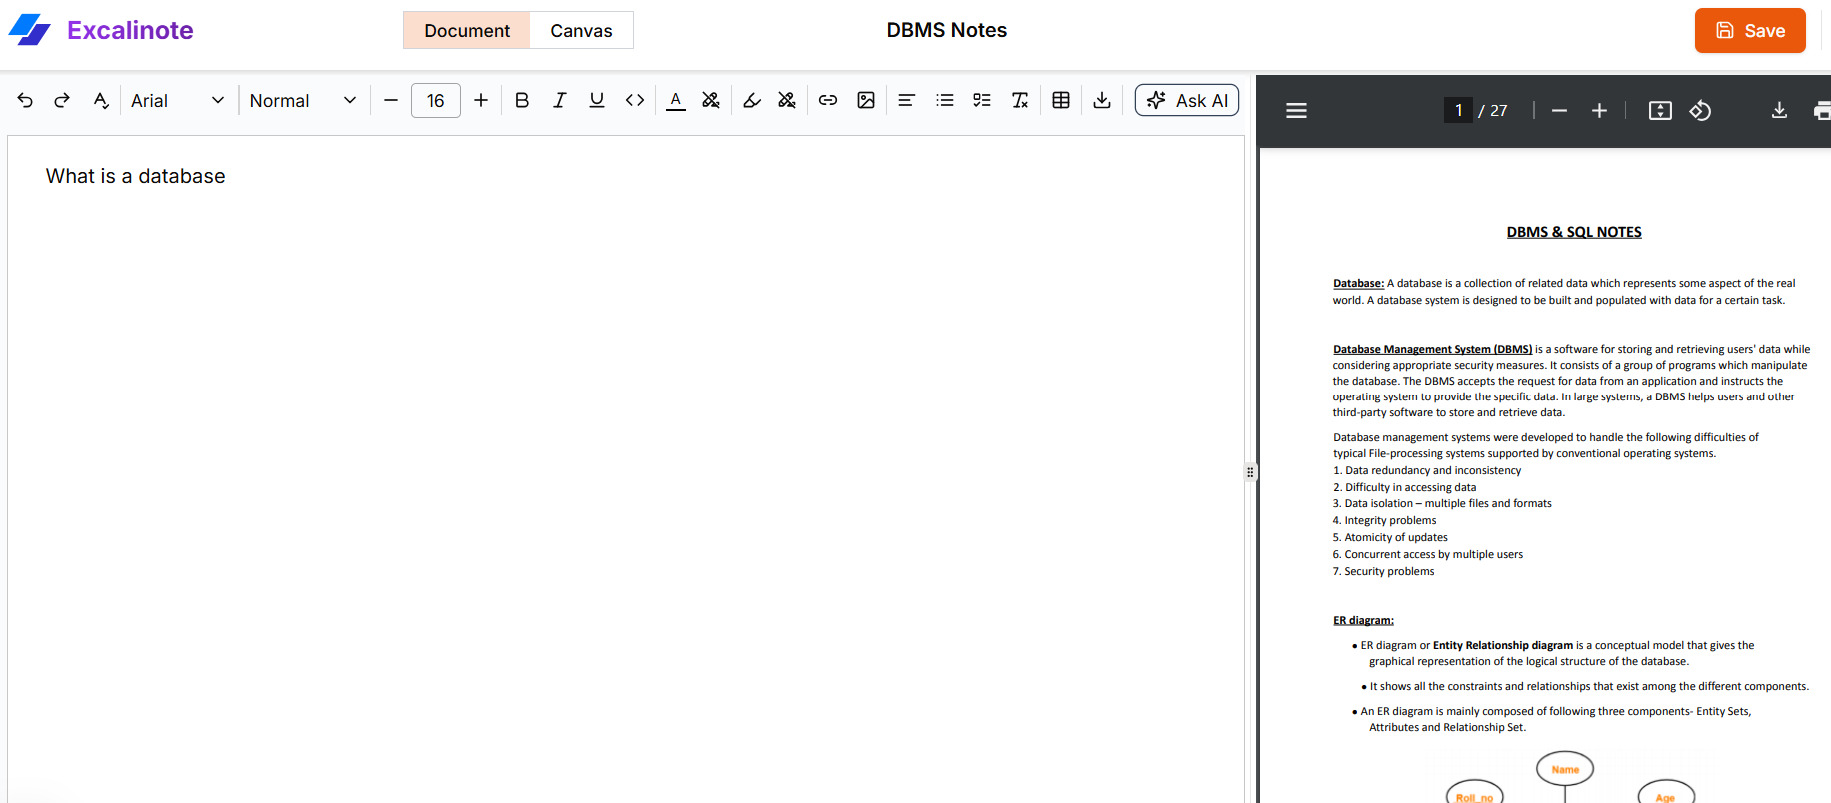 Excalinote
Document Canvas
DBMS Notes
Save
Arial Normal 16 Ask AI
1 / 27
What is a database
DBMS & SQL NOTES
Database: A database is a collection of related data which represents some aspect of the real
world. A database system is designed to be built and populated with data for a certain task.
Database Management System (DBMS) is a software for storing and retrieving users' data while
considering appropriate security measures. It consists of a group of programs which manipulate
the database. The DBMS accepts the request for data from an application and instructs the
operating system to provide the specific data. In large systems, a DBMS helps users and other
third-party software to store and retrieve data.
Database management systems were developed to handle the following difficulties of
typical File-processing systems supported by conventional operating systems.
1. Data redundancy and inconsistency
2. Difficulty in accessing data
3. Data isolation – multiple files and formats
4. Integrity problems
5. Atomicity of updates
6. Concurrent access by multiple users
7. Security problems
ER diagram:
• ER diagram or Entity Relationship diagram is a conceptual model that gives the
graphical representation of the logical structure of the database.
• It shows all the constraints and relationships that exist among the different components.
• An ER diagram is mainly composed of following three components- Entity Sets,
Attributes and Relationship Set.
Name
Roll_no Age